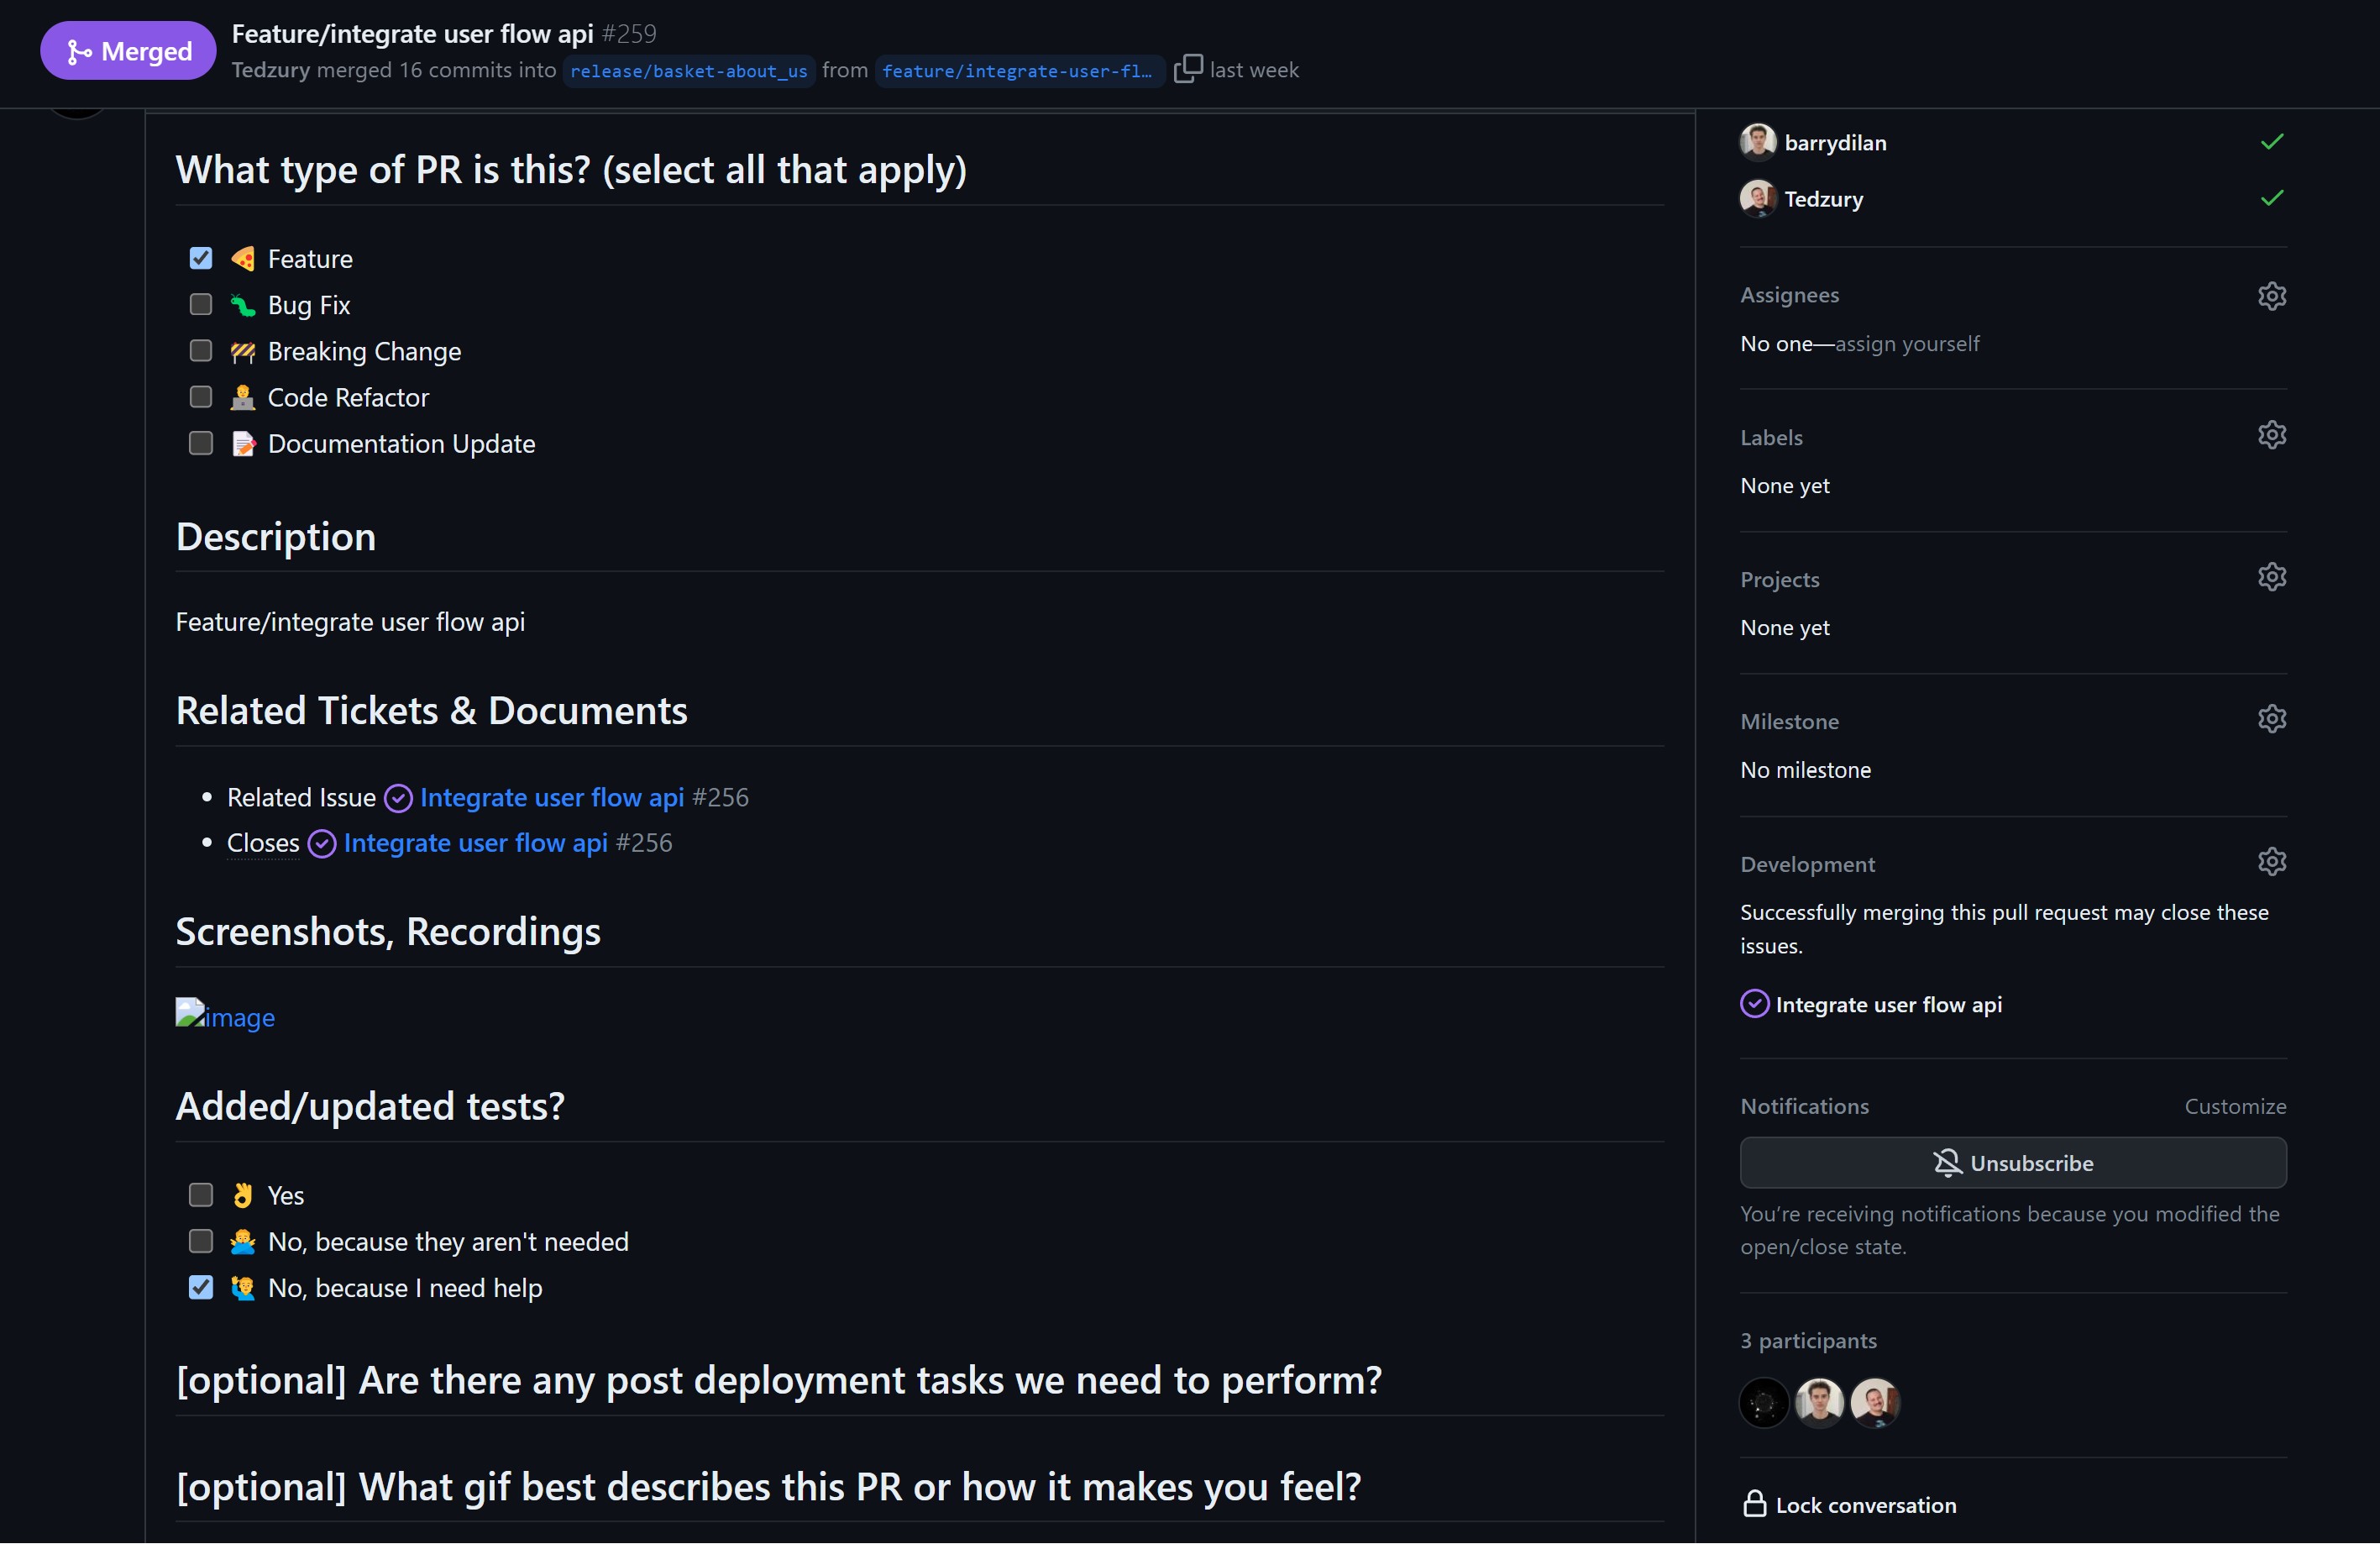 Merged
Feature/integrate user flow api #259
Tedzury merged 16 commits into release/basket-about_us from feature/integrate-user-fl… last week
What type of PR is this? (select all that apply)
Feature
Bug Fix
Breaking Change
Code Refactor
Documentation Update
Description
Feature/integrate user flow api
Related Tickets & Documents
Related Issue Integrate user flow api #256
Closes Integrate user flow api #256
Screenshots, Recordings
image
Added/updated tests?
Yes
No, because they aren't needed
No, because I need help
[optional] Are there any post deployment tasks we need to perform?
[optional] What gif best describes this PR or how it makes you feel?
barrydilan
Tedzury
Assignees
No one—assign yourself
Labels
None yet
Projects
None yet
Milestone
No milestone
Development
Successfully merging this pull request may close these
issues.
Integrate user flow api
Notifications Customize
Unsubscribe
You’re receiving notifications because you modified the
open/close state.
3 participants
Lock conversation